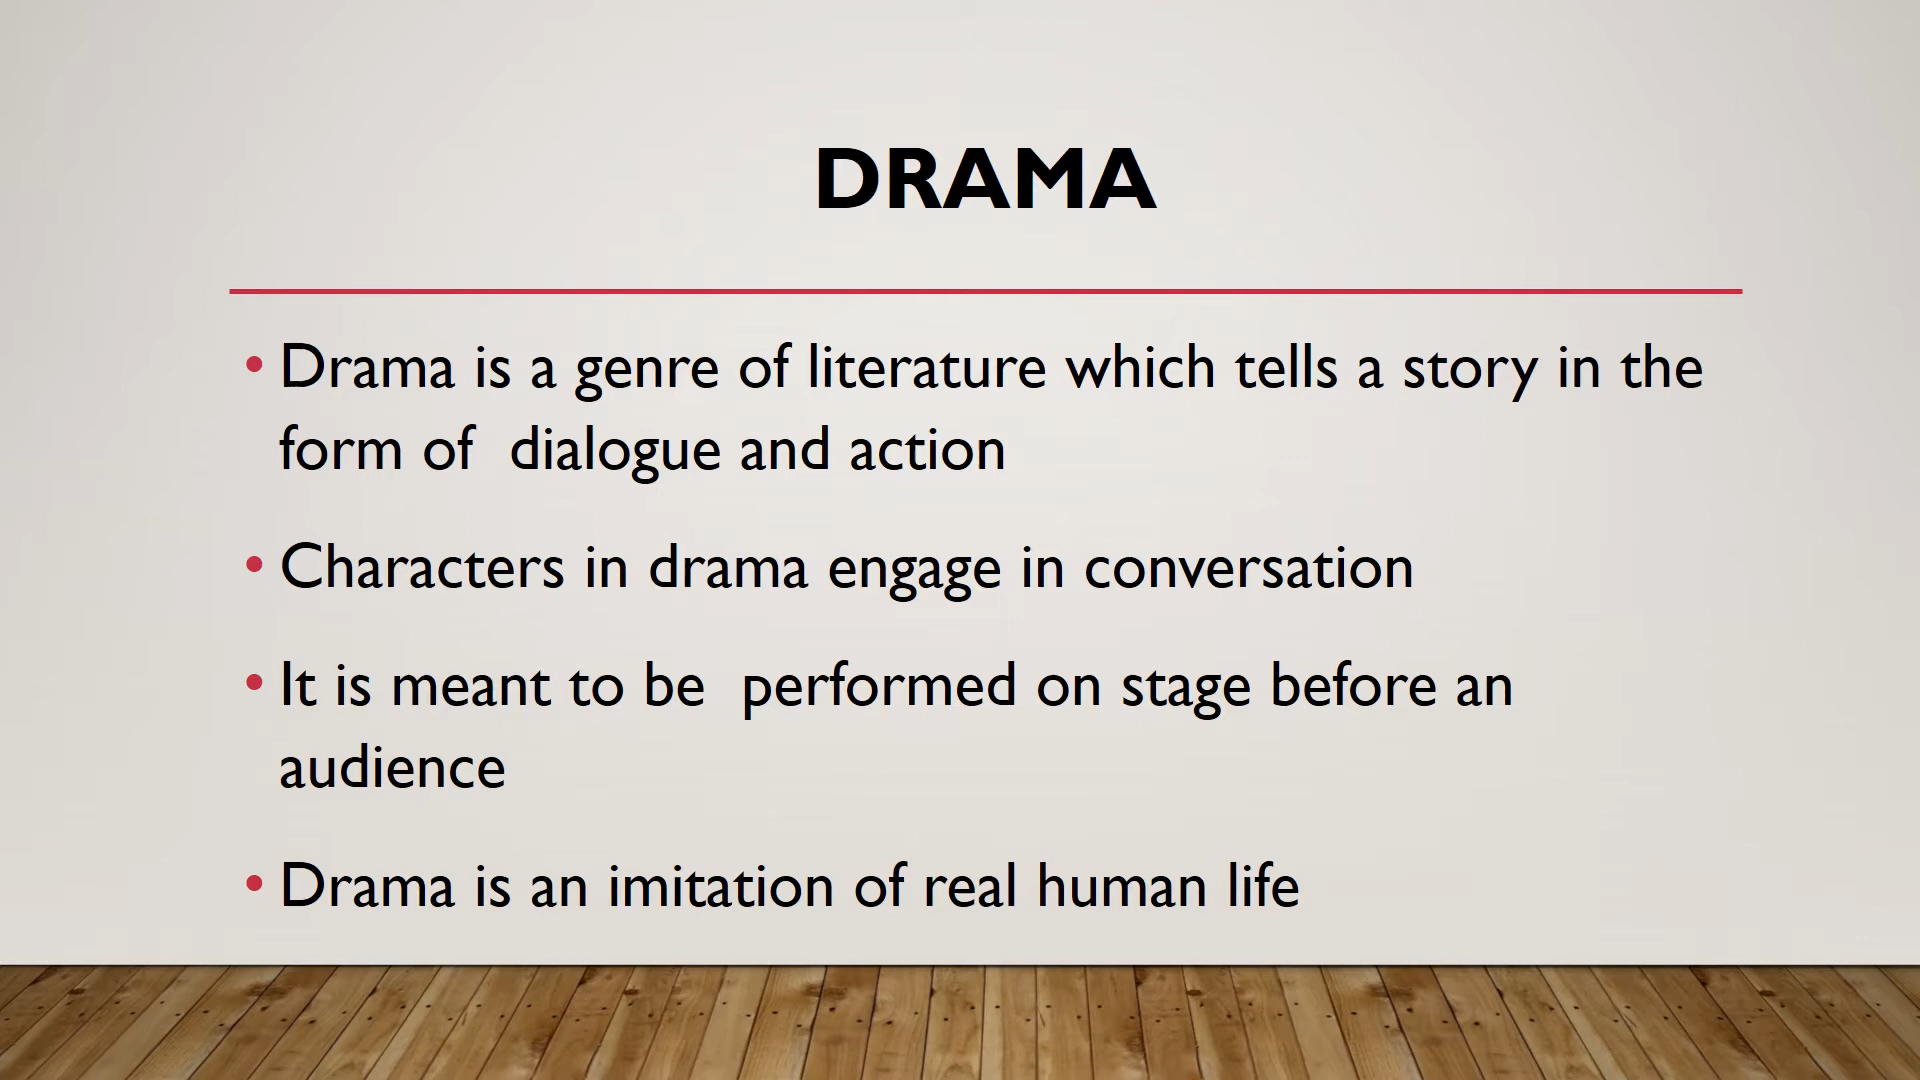 DRAMA
• Drama is a genre of literature which tells a story in the
form of  dialogue and action
• Characters in drama engage in conversation
• It is meant to be  performed on stage before an
audience
• Drama is an imitation of real human life